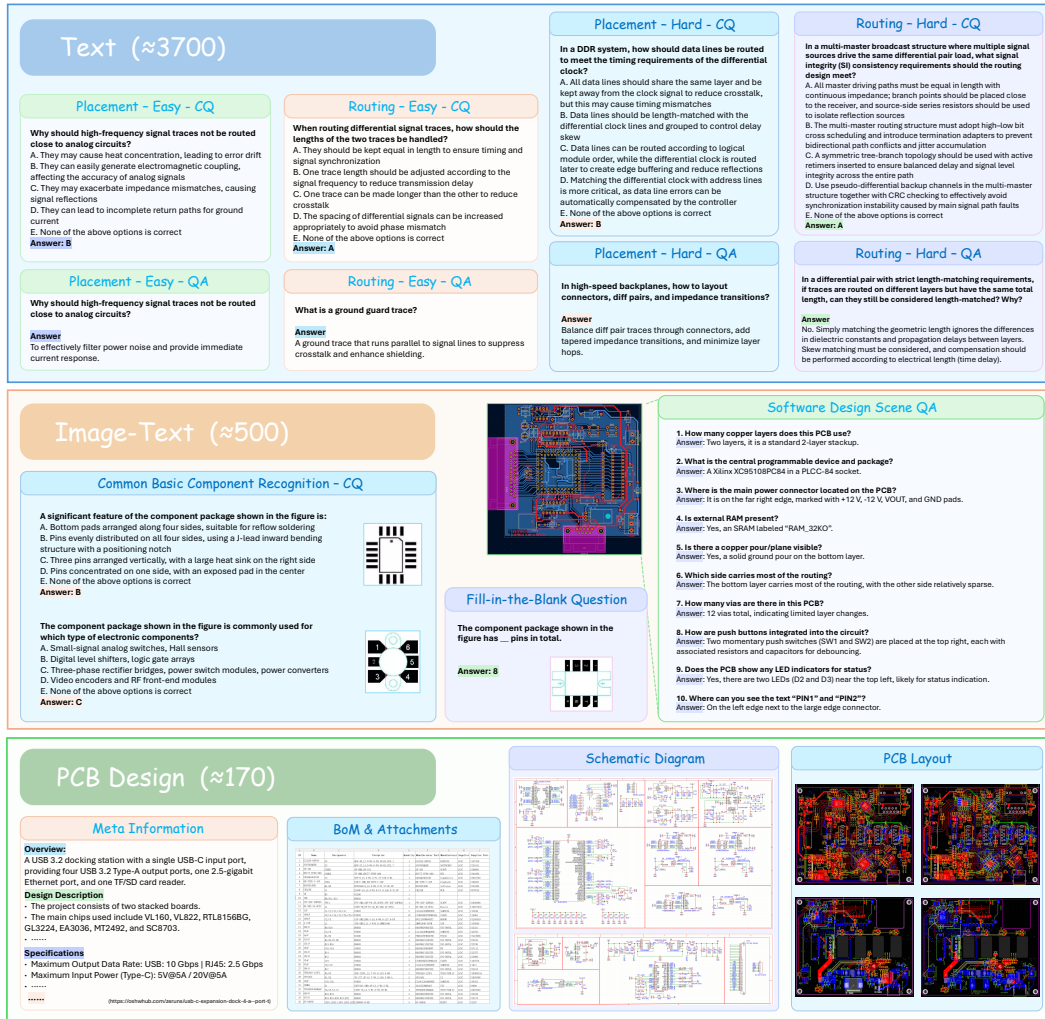 Text (≈3700)
Placement – Easy - CQ
Why should high-frequency signal traces not be routed
close to analog circuits?
A. They may cause heat concentration, leading to error drift
B. They can easily generate electromagnetic coupling,
affecting the accuracy of analog signals
C. They may exacerbate impedance mismatches, causing
signal reflections
D. They can lead to incomplete return paths for ground
current
E. None of the above options is correct
Answer: B
Routing – Easy - CQ
When routing differential signal traces, how should the
lengths of the two traces be handled?
A. They should be kept equal in length to ensure timing and
signal synchronization
B. One trace length should be adjusted according to the
signal frequency to reduce transmission delay
C. One trace can be made longer than the other to reduce
crosstalk
D. The spacing of differential signals can be increased
appropriately to avoid phase mismatch
E. None of the above options is correct
Answer: A
Placement – Hard - CQ
In a DDR system, how should data lines be routed
to meet the timing requirements of the differential
clock?
A. All data lines should share the same layer and be
kept away from the clock signal to reduce crosstalk,
but this may cause timing mismatches
B. Data lines should be length-matched with the
differential clock lines and grouped to control delay
skew
C. Data lines can be routed according to logical
module order, while the differential clock is routed
later to create edge buffering and reduce reflections
D. Matching the differential clock with address lines
is more critical, as data line errors can be
automatically compensated by the controller
E. None of the above options is correct
Answer: B
Routing – Hard - CQ
In a multi-master broadcast structure where multiple signal
sources drive the same differential pair load, what signal
integrity (SI) consistency requirements should the routing
design meet?
A. All master driving paths must be equal in length with
continuous impedance; branch points should be placed close
to the receiver, and source-side series resistors should be used
to isolate reflection sources
B. The multi-master routing structure must adopt high–low bit
cross scheduling and introduce termination adapters to prevent
bidirectional path conflicts and jitter accumulation
C. A symmetric tree-branch topology should be used with active
retimers inserted to ensure balanced delay and signal level
integrity across the entire path
D. Use pseudo-differential backup channels in the multi-master
structure together with CRC checking to effectively avoid
synchronization instability caused by main signal path faults
E. None of the above options is correct
Answer: A
Placement – Easy – QA
Why should high-frequency signal traces not be routed
close to analog circuits?
Answer
To effectively filter power noise and provide immediate
current response.
Routing – Easy – QA
What is a ground guard trace?
Answer
A ground trace that runs parallel to signal lines to suppress
crosstalk and enhance shielding.
Placement – Hard – QA
In high-speed backplanes, how to layout
connectors, diff pairs, and impedance transitions?
Answer
Balance diff pair traces through connectors, add
tapered impedance transitions, and minimize layer
hops.
Routing – Hard – QA
In a differential pair with strict length-matching requirements,
if traces are routed on different layers but have the same total
length, can they still be considered length-matched? Why?
Answer
No. Simply matching the geometric length ignores the differences
in dielectric constants and propagation delays between layers.
Skew matching must be considered, and compensation should
be performed according to electrical length (time delay).
Image-Text (≈500)
Common Basic Component Recognition – CQ
A significant feature of the component package shown in the figure is:
A. Bottom pads arranged along four sides, suitable for reflow soldering
B. Pins evenly distributed on all four sides, using a J-lead inward bending
structure with a positioning notch
C. Three pins arranged vertically, with a large heat sink on the right side
D. Pins concentrated on one side, with an exposed pad in the center
E. None of the above options is correct
Answer: B
The component package shown in the figure is commonly used for
which type of electronic components?
A. Small-signal analog switches, Hall sensors
B. Digital level shifters, logic gate arrays
C. Three-phase rectifier bridges, power switch modules, power converters
D. Video encoders and RF front-end modules
E. None of the above options is correct
Answer: C
1 6
2 5
3 4
Fill-in-the-Blank Question
The component package shown in the
figure has __ pins in total.
Answer: 8
Software Design Scene QA
1. How many copper layers does this PCB use?
Answer: Two layers, it is a standard 2-layer stackup.
2. What is the central programmable device and package?
Answer: A Xilinx XC95108PC84 in a PLCC-84 socket.
3. Where is the main power connector located on the PCB?
Answer: It is on the far right edge, marked with +12 V, -12 V, VOUT, and GND pads.
4. Is external RAM present?
Answer: Yes, an SRAM labeled "RAM_32KO".
5. Is there a copper pour/plane visible?
Answer: Yes, a solid ground pour on the bottom layer.
6. Which side carries most of the routing?
Answer: The bottom layer carries most of the routing, with the other side relatively sparse.
7. How many vias are there in this PCB?
Answer: 12 vias total, indicating limited layer changes.
8. How are push buttons integrated into the circuit?
Answer: Two momentary push switches (SW1 and SW2) are placed at the top right, each with
associated resistors and capacitors for debouncing.
9. Does the PCB show any LED indicators for status?
Answer: Yes, there are two LEDs (D2 and D3) near the top left, likely for status indication.
10. Where can you see the text "PIN1" and "PIN2"?
Answer: On the left edge next to the large edge connector.
PCB Design (≈170)
Meta Information
Overview:
A USB 3.2 docking station with a single USB-C input port,
providing four USB 3.2 Type-A output ports, one 2.5-gigabit
Ethernet port, and one TF/SD card reader.
Design Description
· The project consists of two stacked boards.
· The main chips used include VL160, VL822, RTL8156BG,
GL3224, EA3036, MT2492, and SC8703.
· ······
Specifications
· Maximum Output Data Rate: USB: 10 Gbps | RJ45: 2.5 Gbps
· Maximum Input Power (Type-C): 5V@5A / 20V@5A
· ······
······
(https://oshwhub.com/asruns/usb-c-expansion-dock-4-a--port-t)
BoM & Attachments
Schematic Diagram
PCB Layout